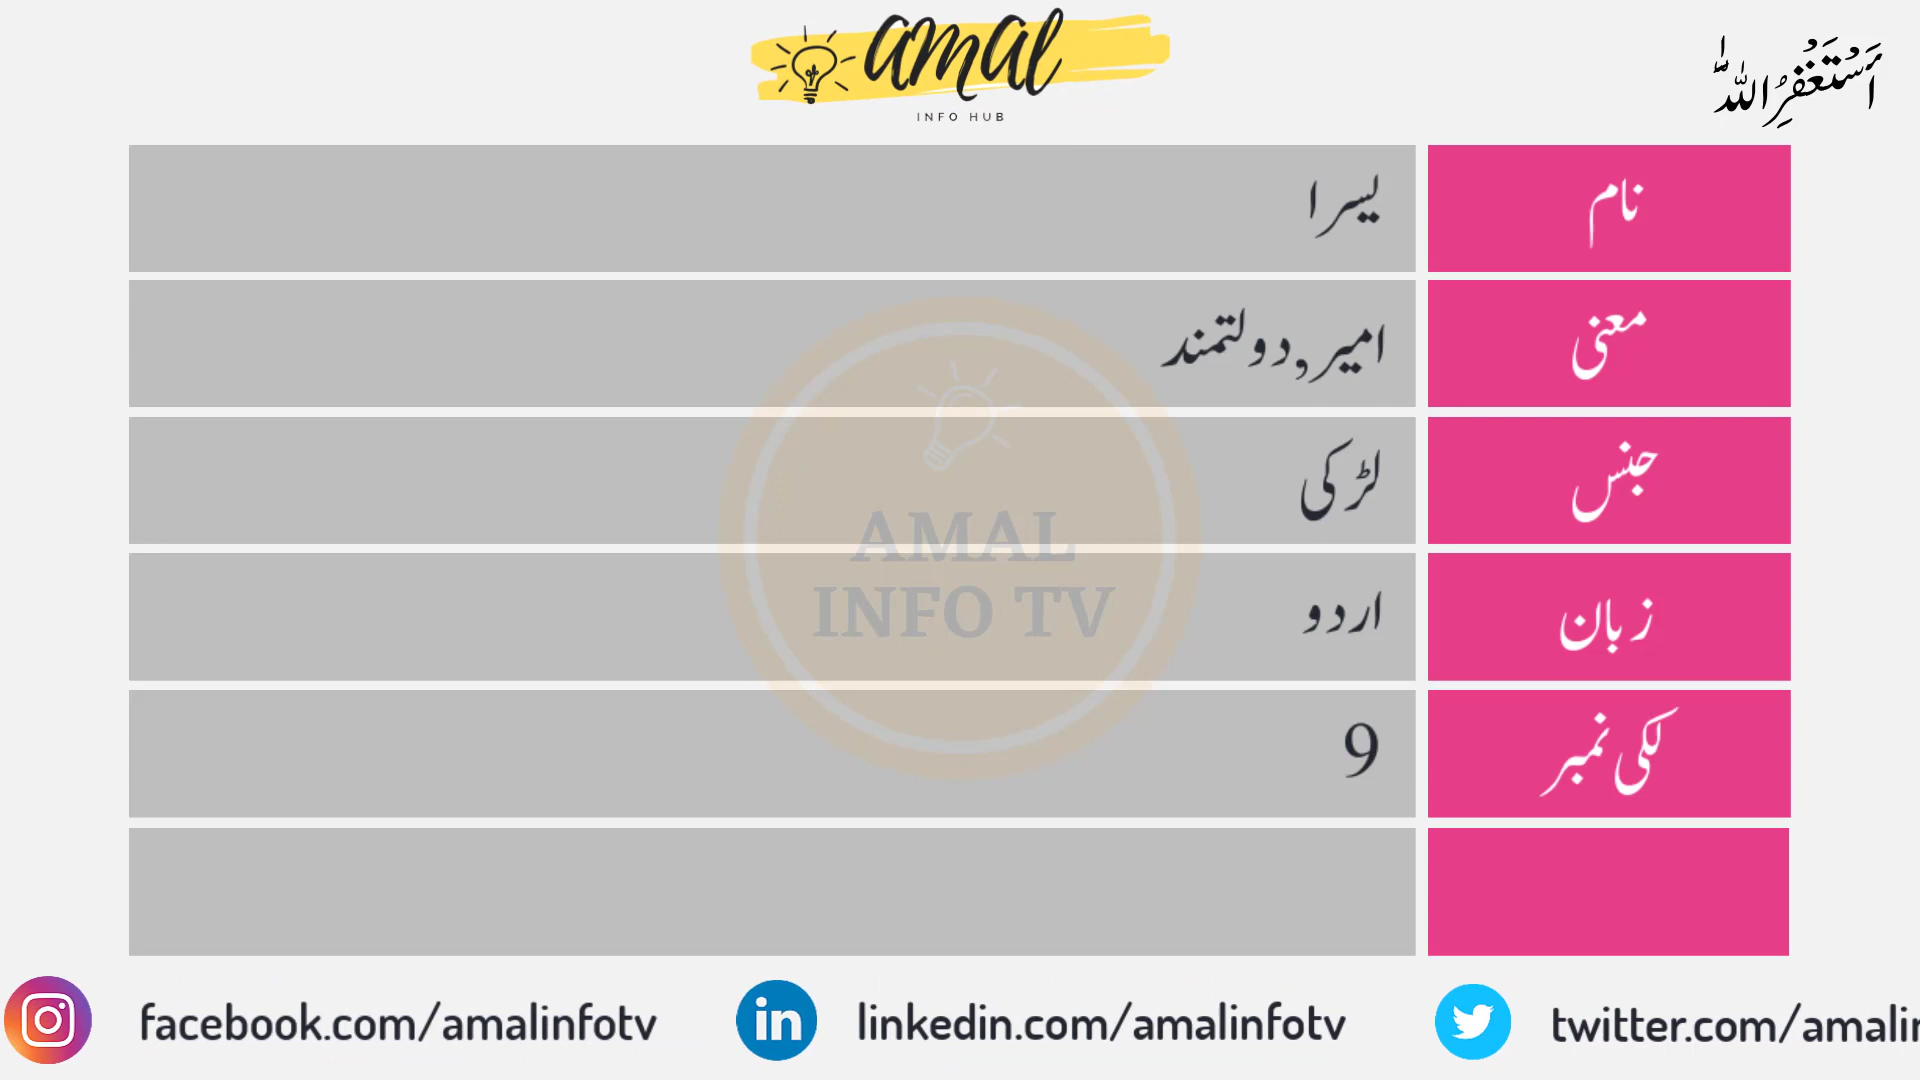 amal
INFO HUB
اَسْتَغْفِرُاللّٰہَ
نام
یسرا
معنی
امیر,دولتمند
جنس
لڑکی
زبان
اردو
لکی نمبر
9
AMAL
INFO TV
facebook.com/amalinfotv
linkedin.com/amalinfotv
twitter.com/amalin